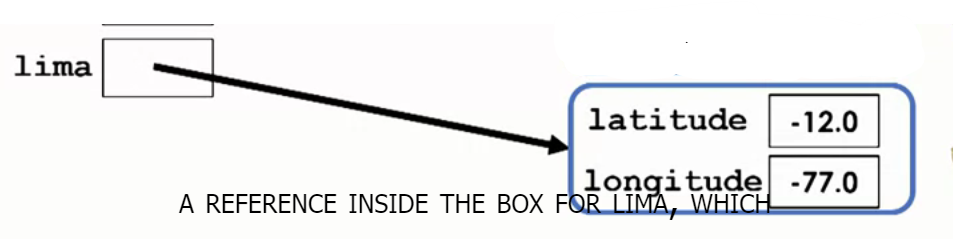 lima
latitude -12.0
longitude -77.0
A REFERENCE INSIDE THE BOX FOR LIMA, WHICH